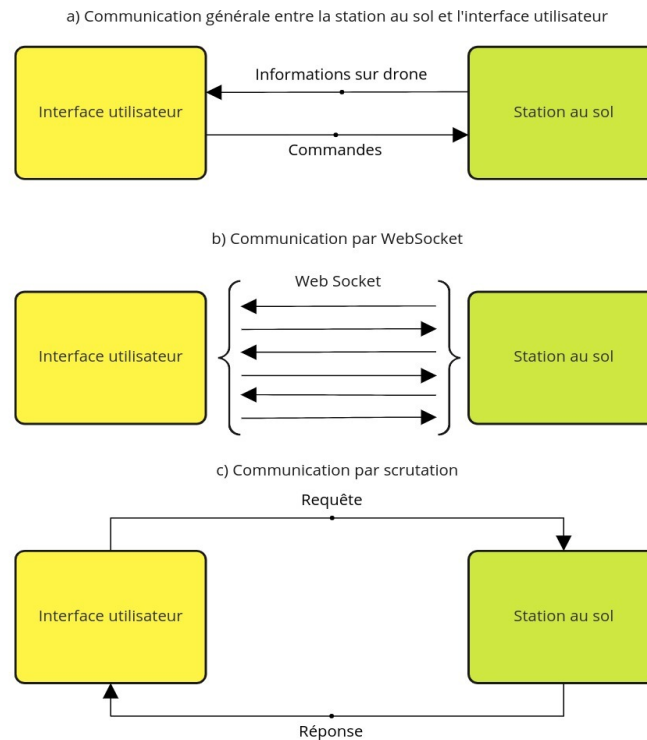 a) Communication générale entre la station au sol et l'interface utilisateur
Informations sur drone
Interface utilisateur
Station au sol
Commandes
b) Communication par WebSocket
Web Socket
Interface utilisateur
Station au sol
c) Communication par scrutation
Requête
Interface utilisateur
Station au sol
Réponse